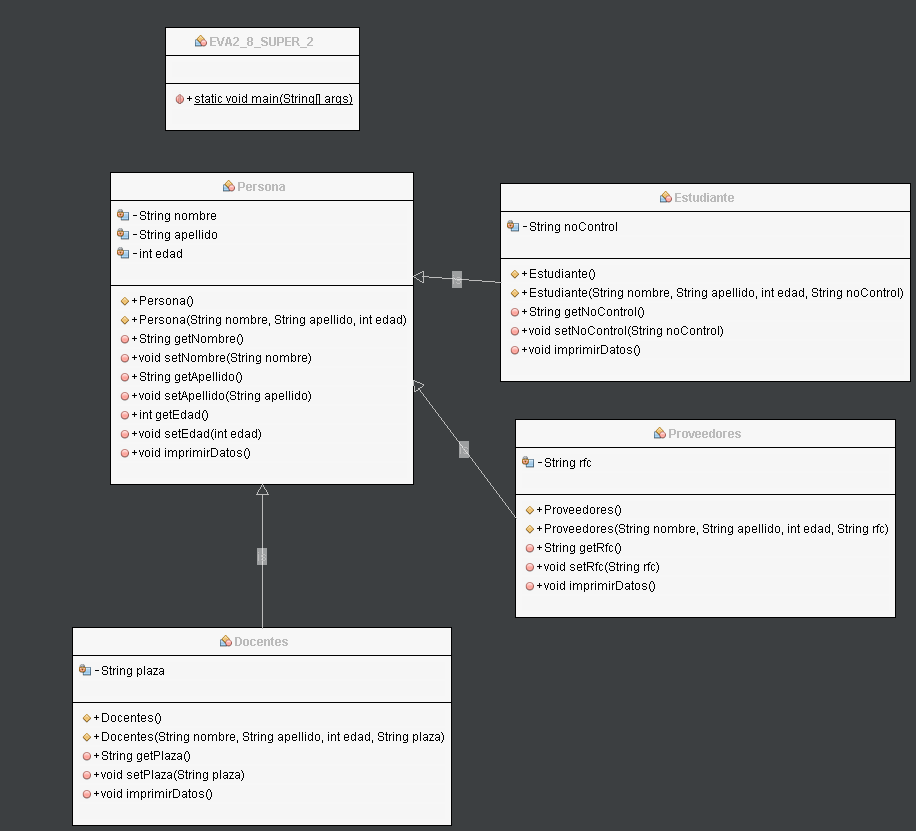 EVA2_8_SUPER_2
+static void main(String[] args)
Persona
-String nombre
-String apellido
-int edad
+Persona()
+Persona(String nombre, String apellido, int edad)
+String getNombre()
+void setNombre(String nombre)
+String getApellido()
+void setApellido(String apellido)
+int getEdad()
+void setEdad(int edad)
+void imprimirDatos()
Estudiante
-String noControl
+Estudiante()
+Estudiante(String nombre, String apellido, int edad, String noControl)
+String getNoControl()
+void setNoControl(String noControl)
+void imprimirDatos()
Proveedores
-String rfc
+Proveedores()
+Proveedores(String nombre, String apellido, int edad, String rfc)
+String getRfc()
+void setRfc(String rfc)
+void imprimirDatos()
Docentes
-String plaza
+Docentes()
+Docentes(String nombre, String apellido, int edad, String plaza)
+String getPlaza()
+void setPlaza(String plaza)
+void imprimirDatos()